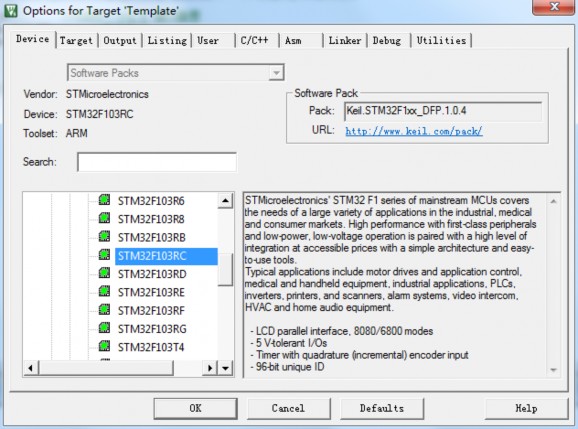 Options for Target 'Template'
Device Target Output Listing User C/C++ Asm Linker Debug Utilities
Software Packs
Vendor: STMicroelectronics
Device: STM32F103RC
Toolset: ARM
Search:
Software Pack
Pack: Keil.STM32F1xx_DFP.1.0.4
URL: http://www.keil.com/pack/
STM32F103R6
STM32F103R8
STM32F103RB
STM32F103RC
STM32F103RD
STM32F103RE
STM32F103RF
STM32F103RG
STM32F103T4
STMicroelectronics' STM32 F1 series of mainstream MCUs covers
the needs of a large variety of applications in the industrial, medical
and consumer markets. High performance with first-class peripherals
and low-power, low-voltage operation is paired with a high level of
integration at accessible prices with a simple architecture and easy-
to-use tools.
Typical applications include motor drives and application control,
medical and handheld equipment, industrial applications, PLCs,
inverters, printers, and scanners, alarm systems, video intercom,
HVAC and home audio equipment.
- LCD parallel interface, 8080/6800 modes
- 5 V-tolerant I/Os
- Timer with quadrature (incremental) encoder input
- 96-bit unique ID
OK Cancel Defaults Help